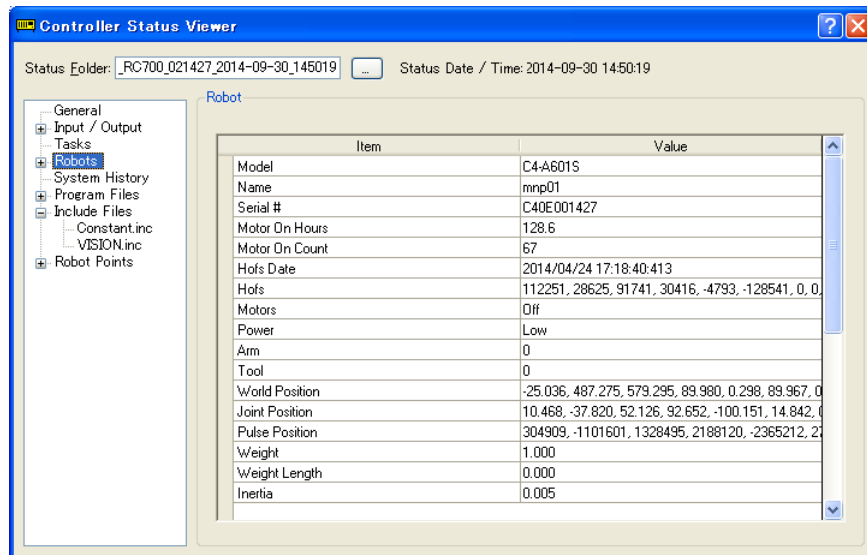 Controller Status Viewer
Status Folder: _RC700_021427_2014-09-30_145019 ... Status Date / Time: 2014-09-30 14:50:19
General
Input / Output
Tasks
Robots
System History
Program Files
Include Files
Constant.inc
VISION.inc
Robot Points
Robot
Item Value
Model C4-A601S
Name mnp01
Serial # C40E001427
Motor On Hours 128.6
Motor On Count 67
Hofs Date 2014/04/24 17:18:40:413
Hofs 112251, 28625, 91741, 30416, -4793, -128541, 0, 0,
Motors Off
Power Low
Arm 0
Tool 0
World Position -25.036, 487.275, 579.295, 89.980, 0.298, 89.967, 0
Joint Position 10.468, -37.820, 52.126, 92.652, -100.151, 14.842,
Pulse Position 304909, -1101601, 1328495, 2188120, -2365212,
Weight 1.000
Weight Length 0.000
Inertia 0.005